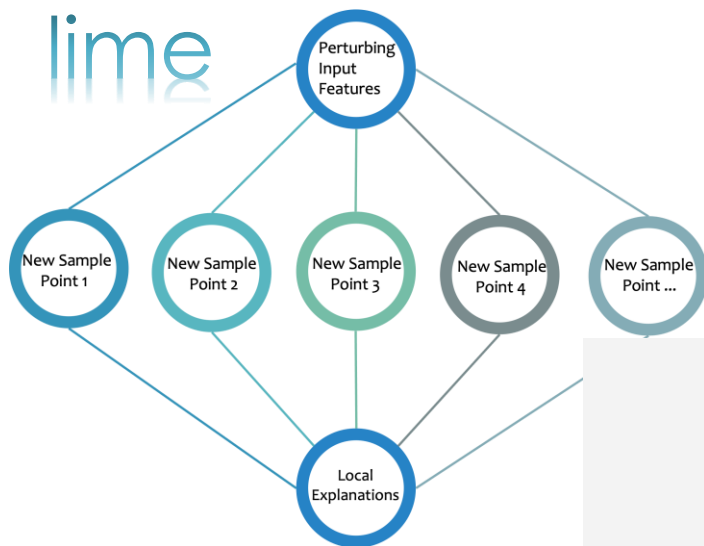 lime
Perturbing
Input
Features
New Sample
Point 1
New Sample
Point 2
New Sample
Point 3
New Sample
Point 4
New Sample
Point ...
Local
Explanations